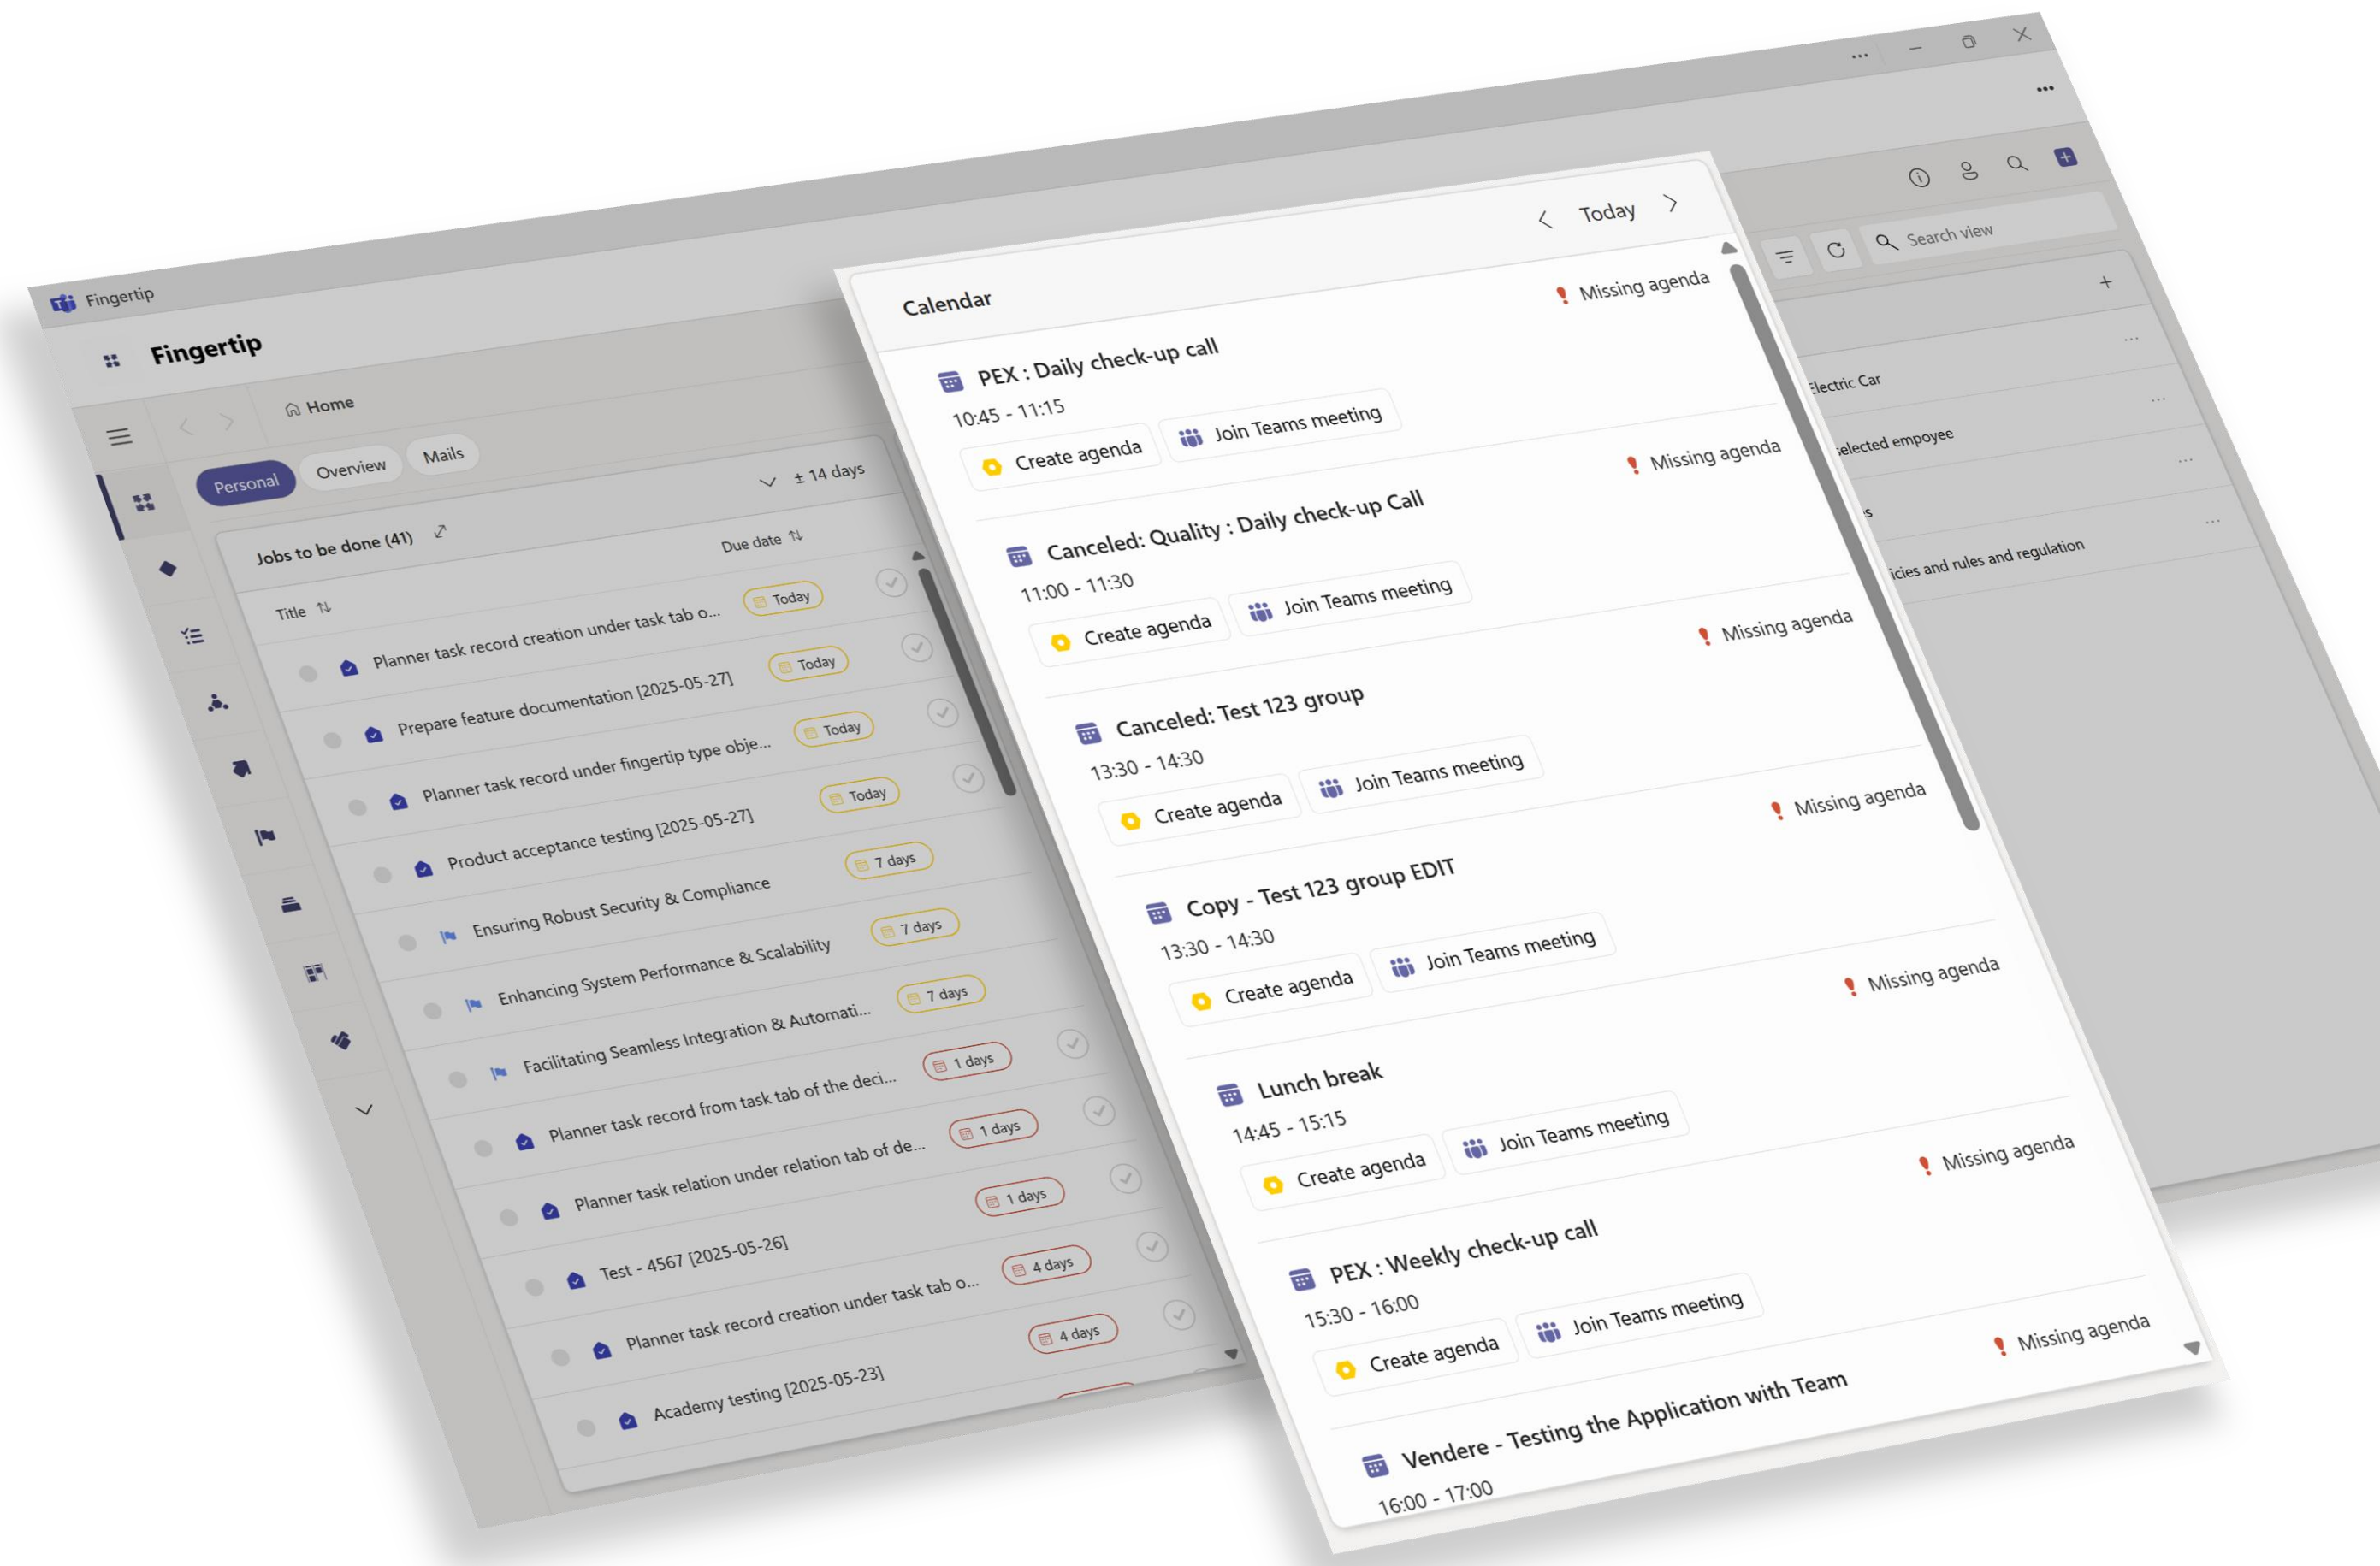 Fingertip
Fingertip
Home
Personal
Overview
Mails
Jobs to be done (41)
± 14 days
Title
Due date
Planner task record creation under task tab o...
Today
Prepare feature documentation [2025-05-27]
Today
Planner task record under fingertip type obje...
Today
Product acceptance testing [2025-05-27]
Today
Ensuring Robust Security & Compliance
7 days
Enhancing System Performance & Scalability
7 days
Facilitating Seamless Integration & Automati...
7 days
Planner task record from task tab of the deci...
1 days
Planner task relation under relation tab of de...
1 days
Test - 4567 [2025-05-26]
1 days
Planner task record creation under task tab o...
4 days
Academy testing [2025-05-23]
4 days
Calendar
Today
PEX : Daily check-up call
Missing agenda
10:45 - 11:15
Create agenda
Join Teams meeting
Canceled: Quality : Daily check-up Call
Missing agenda
11:00 - 11:30
Create agenda
Join Teams meeting
Canceled: Test 123 group
Missing agenda
13:30 - 14:30
Create agenda
Join Teams meeting
Copy - Test 123 group EDIT
Missing agenda
13:30 - 14:30
Create agenda
Join Teams meeting
Lunch break
Missing agenda
14:45 - 15:15
Create agenda
Join Teams meeting
PEX : Weekly check-up call
Missing agenda
15:30 - 16:00
Create agenda
Join Teams meeting
Vendere - Testing the Application with Team
Missing agenda
16:00 - 17:00
Search view
Electric Car
selected empoyee
s
icies and rules and regulation